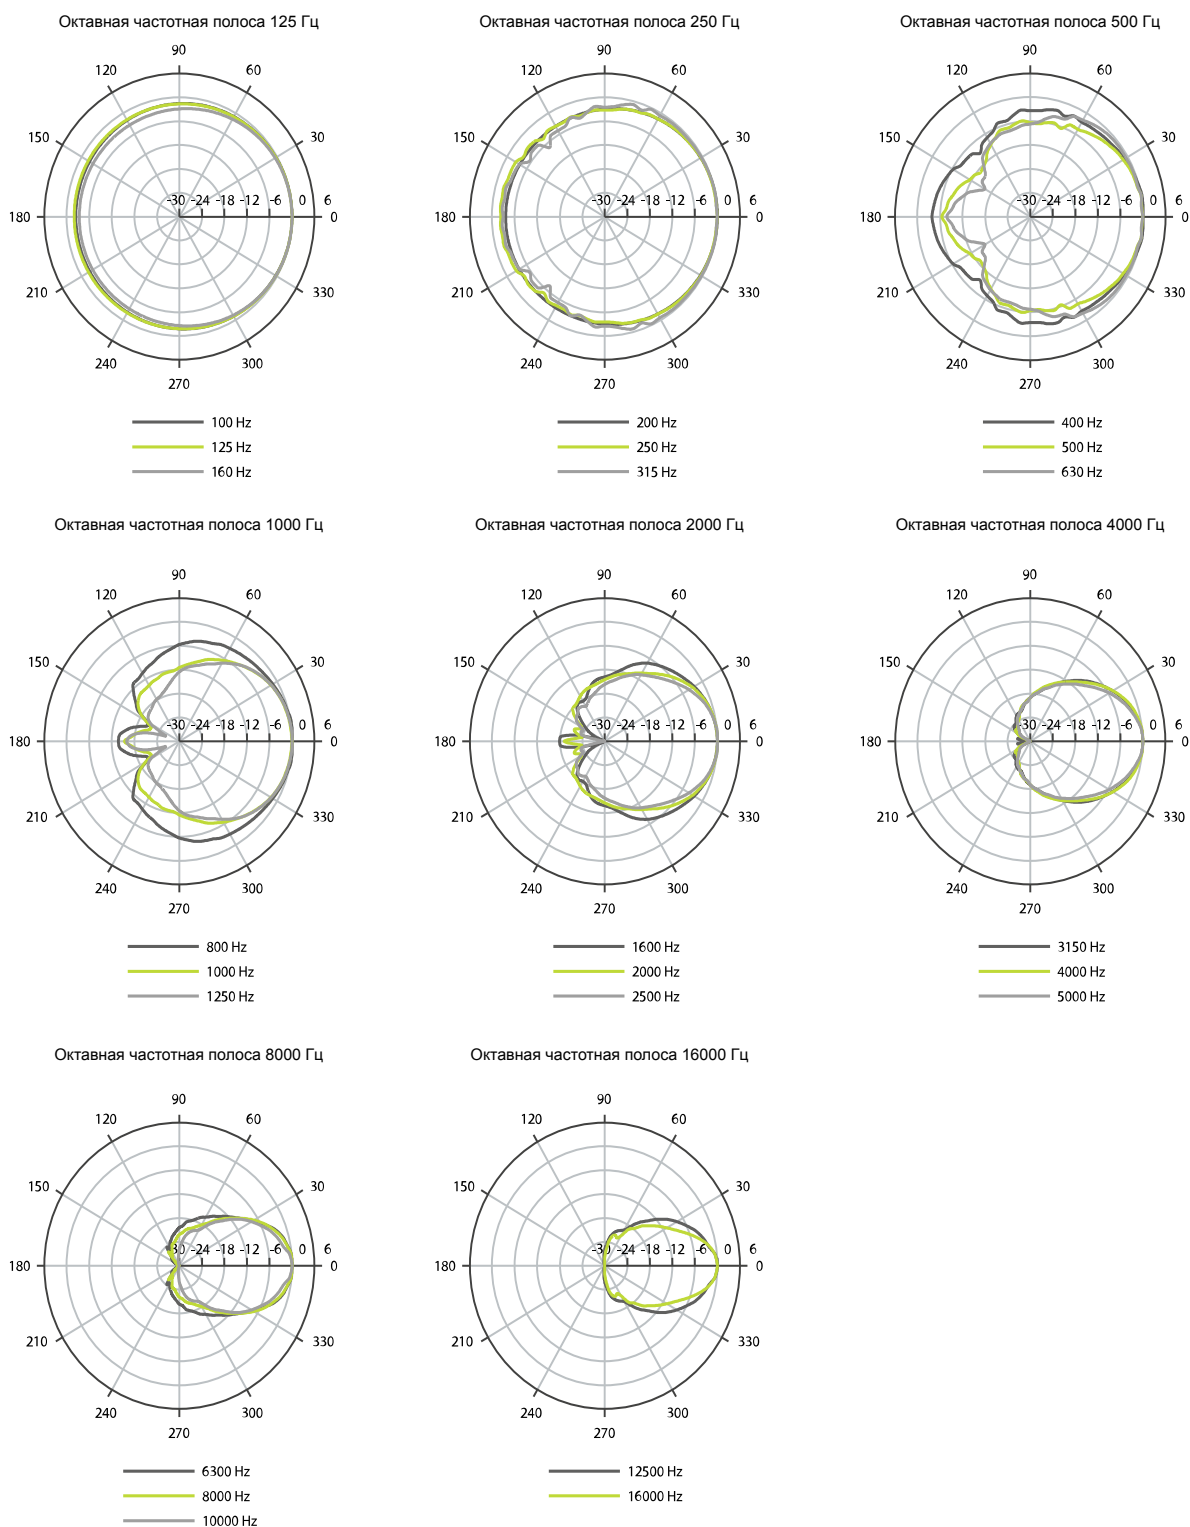 Октавная частотная полоса 125 Гц
90
120 60
150 30
180 -30 -24 -18 -12 -6 0 6 0
210 330
240 300
270
100 Hz
125 Hz
160 Hz
Октавная частотная полоса 250 Гц
90
120 60
150 30
180 -30 -24 -18 -12 -6 0 6 0
210 330
240 300
270
200 Hz
250 Hz
315 Hz
Октавная частотная полоса 500 Гц
90
120 60
150 30
180 -30 -24 -18 -12 -6 0 6 0
210 330
240 300
270
400 Hz
500 Hz
630 Hz
Октавная частотная полоса 1000 Гц
90
120 60
150 30
180 -30 -24 -18 -12 -6 0 6 0
210 330
240 300
270
800 Hz
1000 Hz
1250 Hz
Октавная частотная полоса 2000 Гц
90
120 60
150 30
180 -30 -24 -18 -12 -6 0 6 0
210 330
240 300
270
1600 Hz
2000 Hz
2500 Hz
Октавная частотная полоса 4000 Гц
90
120 60
150 30
180 -30 -24 -18 -12 -6 0 6 0
210 330
240 300
270
3150 Hz
4000 Hz
5000 Hz
Октавная частотная полоса 8000 Гц
90
120 60
150 30
180 -30 -24 -18 -12 -6 0 6 0
210 330
240 300
270
6300 Hz
8000 Hz
10000 Hz
Октавная частотная полоса 16000 Гц
90
120 60
150 30
180 -30 -24 -18 -12 -6 0 6 0
210 330
240 300
270
12500 Hz
16000 Hz